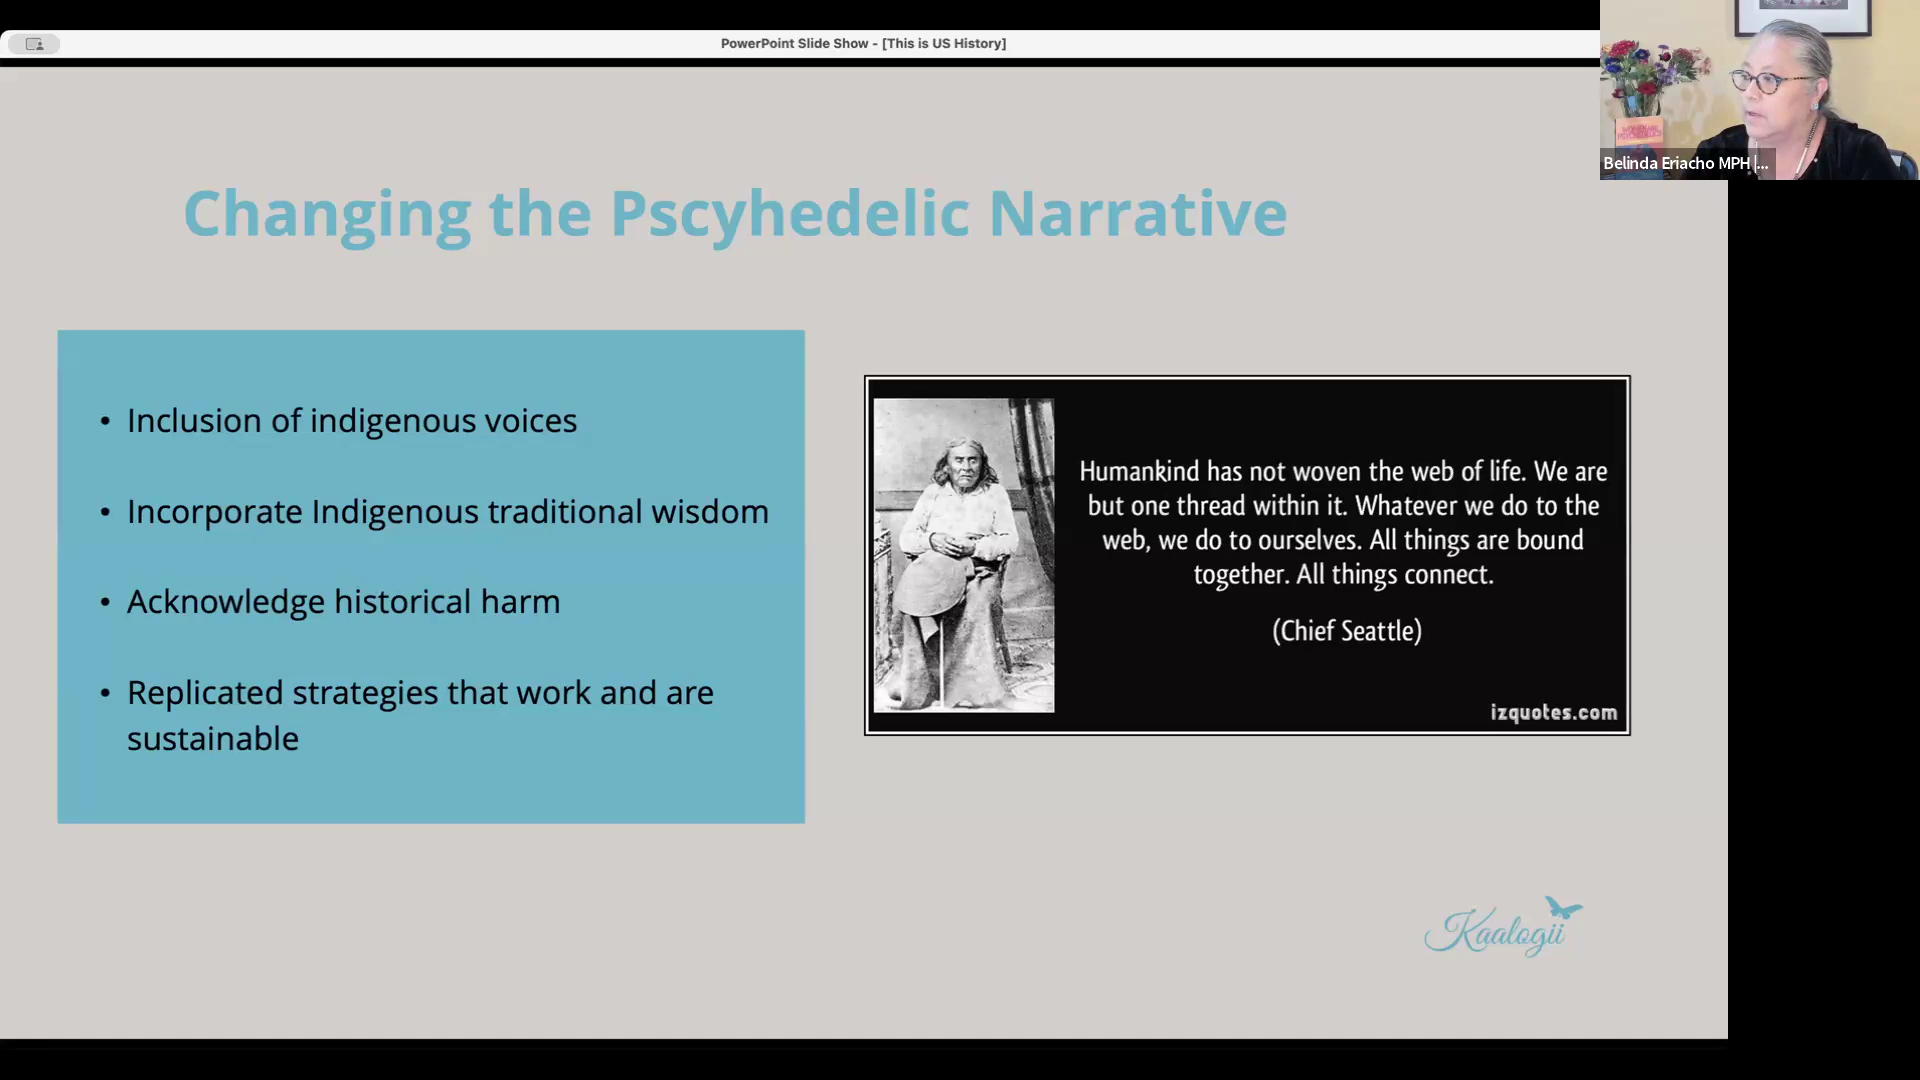 PowerPoint Slide Show - [This is US History]
Belinda Eriacho MPH |...
Changing the Pscyhedelic Narrative
• Inclusion of indigenous voices
• Incorporate Indigenous traditional wisdom
• Acknowledge historical harm
• Replicated strategies that work and are
sustainable
Humankind has not woven the web of life. We are
but one thread within it. Whatever we do to the
web, we do to ourselves. All things are bound
together. All things connect.
(Chief Seattle)
izquotes.com
Kaalogii